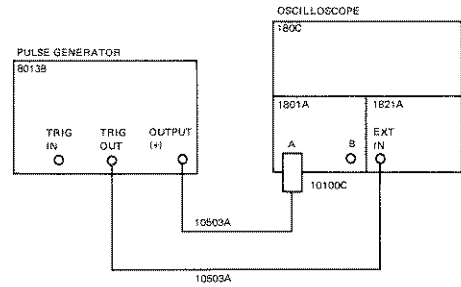 OSCILLOSCOPE
180C
PULSE GENERATOR
8013B
1801A
1821A
TRIG IN
TRIG OUT
OUTPUT (+)
A
B
EXT IN
10100C
10503A
10503A